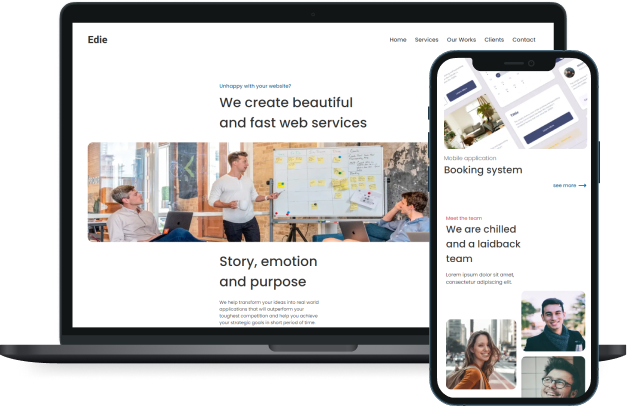 Edie
Home Services Our Works Clients Contact
Unhappy with your website?
We create beautiful
and fast web services
Story, emotion
and purpose
We help transform your ideas into real world
applications that will outperform your
toughest competition and help you achieve
your strategic goals in short period of time
Mobile application
Booking system
see more
Meet the team
We are chilled
and a laidback
team
Lorem ipsum dolor sit amet,
consectetur adipiscing elit.